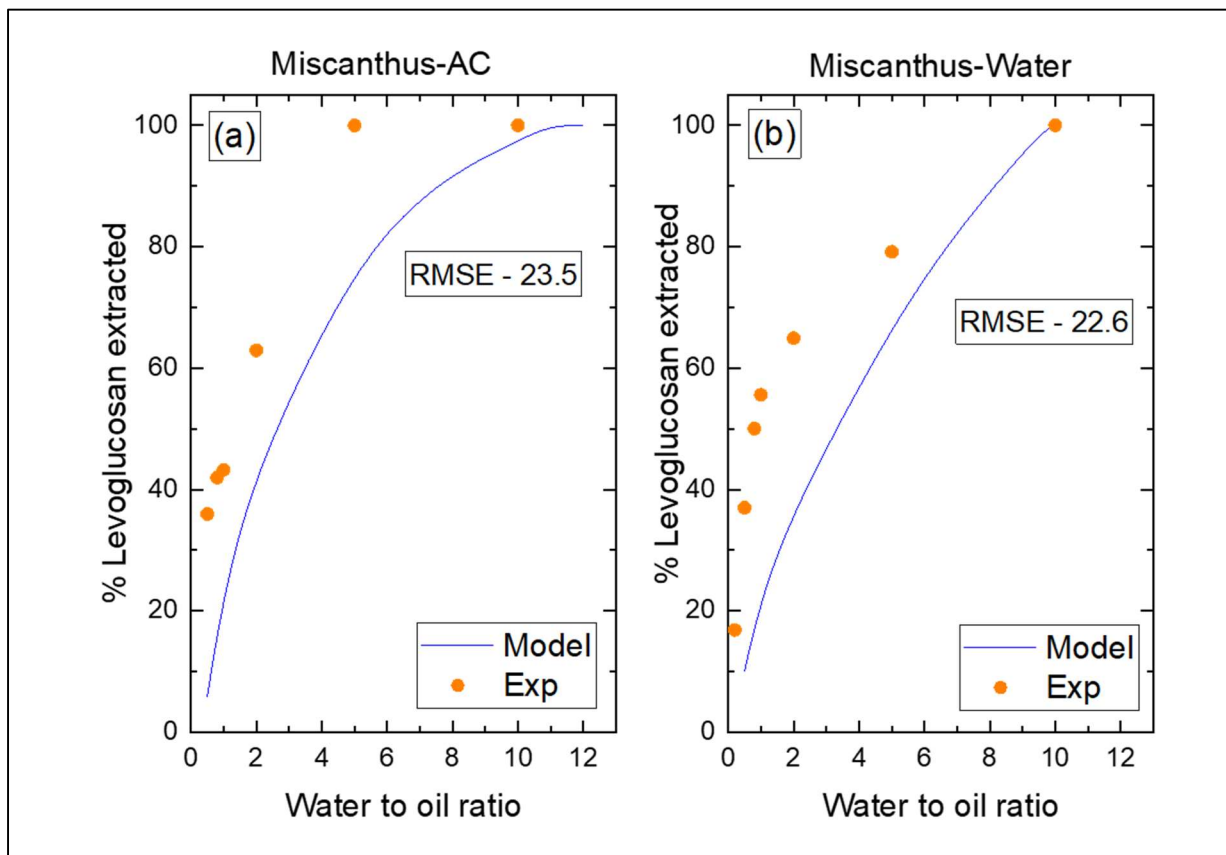 Miscanthus-AC
(a)
% Levoglucosan extracted
100
80
60
40
20
0
RMSE - 23.5
Model
Exp
0 2 4 6 8 10 12
Water to oil ratio
Miscanthus-Water
(b)
% Levoglucosan extracted
100
80
60
40
20
0
RMSE - 22.6
Model
Exp
0 2 4 6 8 10 12
Water to oil ratio